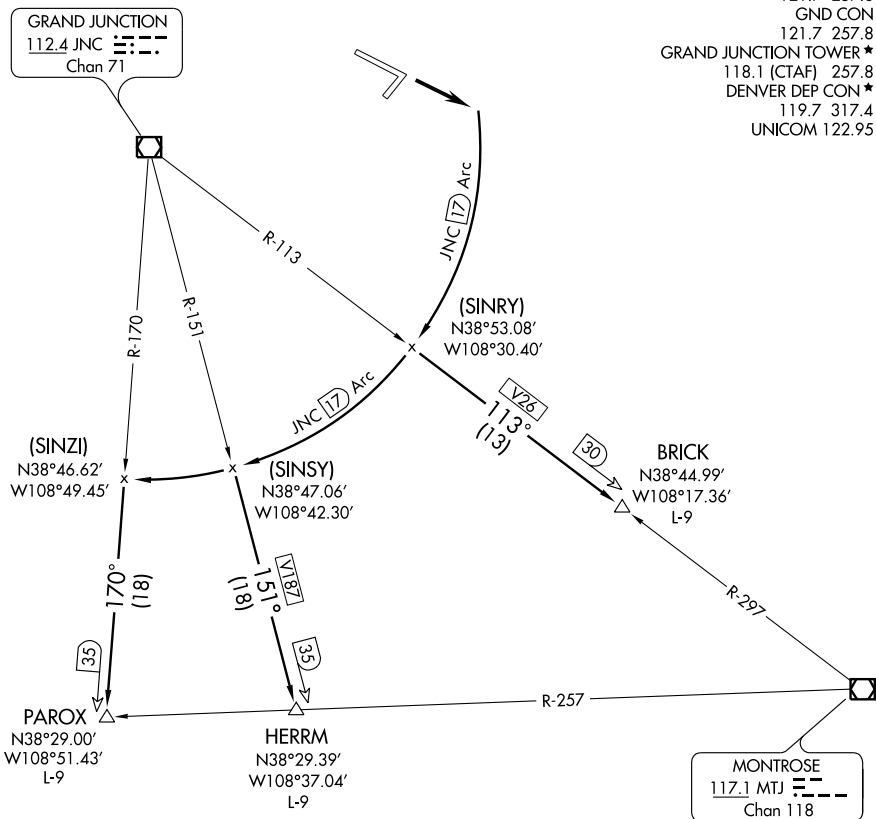 GND CON
121.7 257.8
GRAND JUNCTION TOWER ★
118.1 (CTAF) 257.8
DENVER DEP CON ★
119.7 317.4
UNICOM 122.95
GRAND JUNCTION
112.4 JNC
Chan 71
JNC 17 Arc
R-113
R-151
R-170
(SINRY)
N38°53.08′
W108°30.40′
JNC 17 Arc
V26
113°
(13)
30
BRICK
N38°44.99′
W108°17.36′
L-9
(SINZI)
N38°46.62′
W108°49.45′
(SINSY)
N38°47.06′
W108°42.30′
170°
(18)
V187
151°
(18)
R-297
35
35
R-257
PAROX
N38°29.00′
W108°51.43′
L-9
HERRM
N38°29.39′
W108°37.04′
L-9
MONTROSE
117.1 MTJ
Chan 118